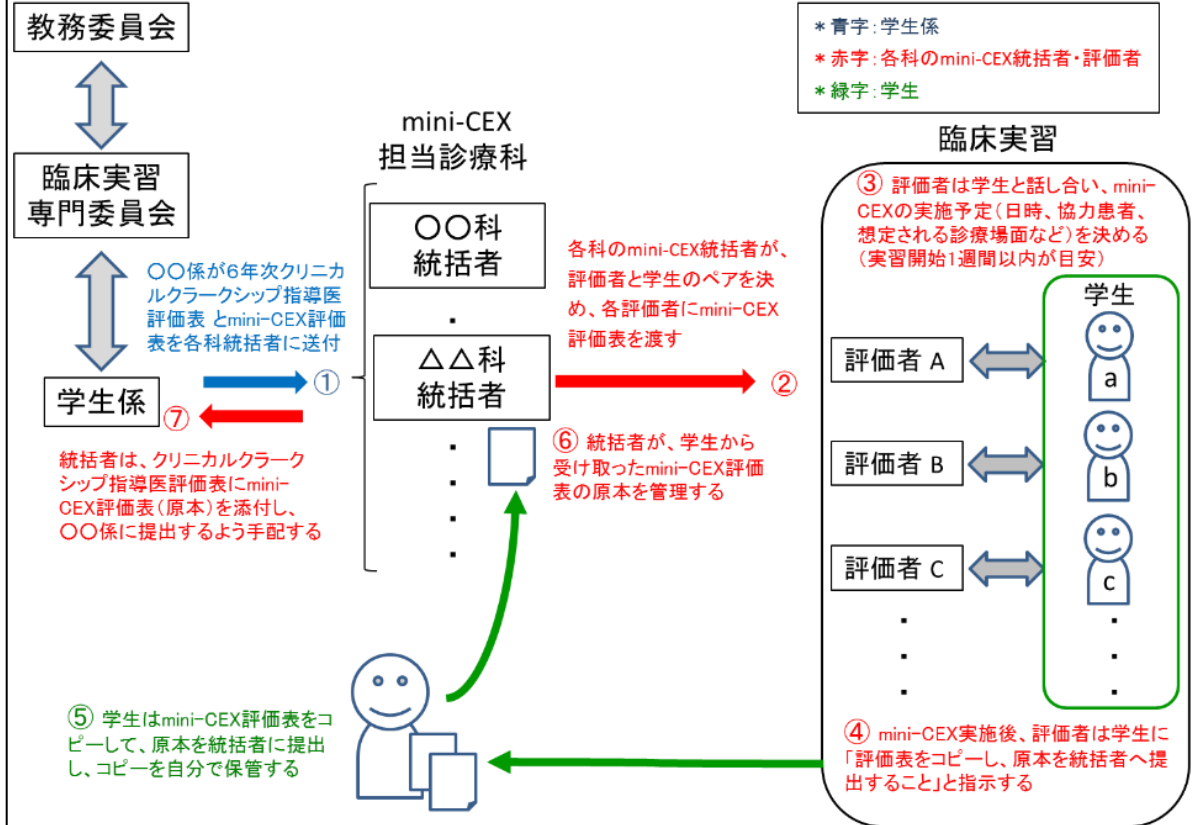 教務委員会
臨床実習
専門委員会
〇〇係が6年次クリニカ
ルクラークシップ指導医
評価表 とmini-CEX評価
表を各科統括者に送付
①
学生係
⑦
統括者は、クリニカルクラーク
シップ指導医評価表にmini-
CEX評価表(原本)を添付し、
〇〇係に提出するよう手配する
mini-CEX
担当診療科
〇〇科
統括者
・
△△科
統括者
・
・
・
・
各科のmini-CEX統括者が、
評価者と学生のペアを決
め、各評価者にmini-CEX
評価表を渡す
②
⑥ 統括者が、学生から
受け取ったmini-CEX評価
表の原本を管理する
*青字:学生係
*赤字:各科のmini-CEX統括者・評価者
*緑字:学生
臨床実習
③ 評価者は学生と話し合い、mini-
CEXの実施予定(日時、協力患者、
想定される診療場面など)を決める
(実習開始1週間以内が目安)
学生
評価者 A
a
評価者 B
b
評価者 C
c
・ ・
・ ・
・ ・
④ mini-CEX実施後、評価者は学生に
「評価表をコピーし、原本を統括者へ提
出すること」と指示する
⑤ 学生はmini-CEX評価表をコ
ピーして、原本を統括者に提出
し、コピーを自分で保管する